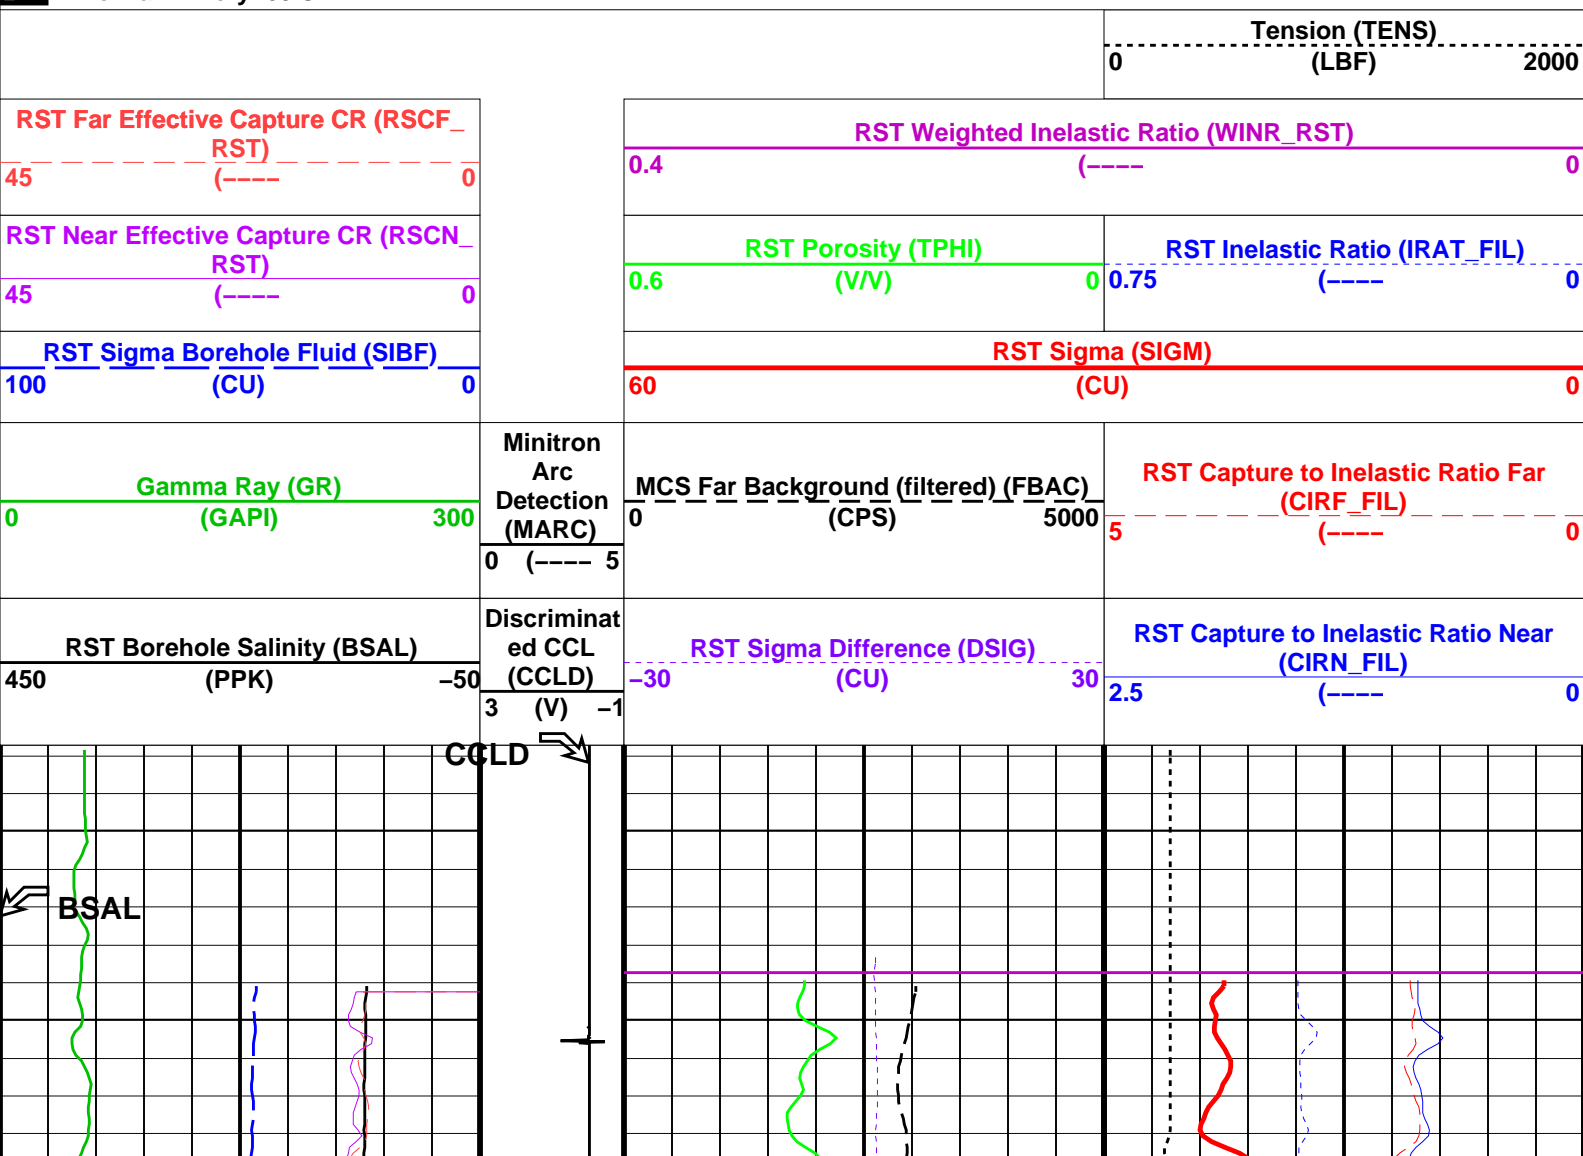 Tension (TENS)
0 (LBF) 2000
RST Far Effective Capture CR (RSCF_
RST)
45 (---- 0
RST Weighted Inelastic Ratio (WINR_RST)
0.4 (---- 0
RST Near Effective Capture CR (RSCN_
RST)
45 (---- 0
RST Porosity (TPHI)
0.6 (V/V) 0
RST Inelastic Ratio (IRAT_FIL)
0.75 (---- 0
RST Sigma Borehole Fluid (SIBF)
100 (CU) 0
RST Sigma (SIGM)
60 (CU) 0
Gamma Ray (GR)
0 (GAPI) 300
Minitron
Arc
Detection
(MARC)
0 (---- 5
MCS Far Background (filtered) (FBAC)
0 (CPS) 5000
RST Capture to Inelastic Ratio Far
(CIRF_FIL)
5 (---- 0
RST Borehole Salinity (BSAL)
450 (PPK) −50
Discriminat
ed CCL
(CCLD)
3 (V) −1
RST Sigma Difference (DSIG)
−30 (CU) 30
RST Capture to Inelastic Ratio Near
(CIRN_FIL)
2.5 (---- 0
CCLD
BSAL